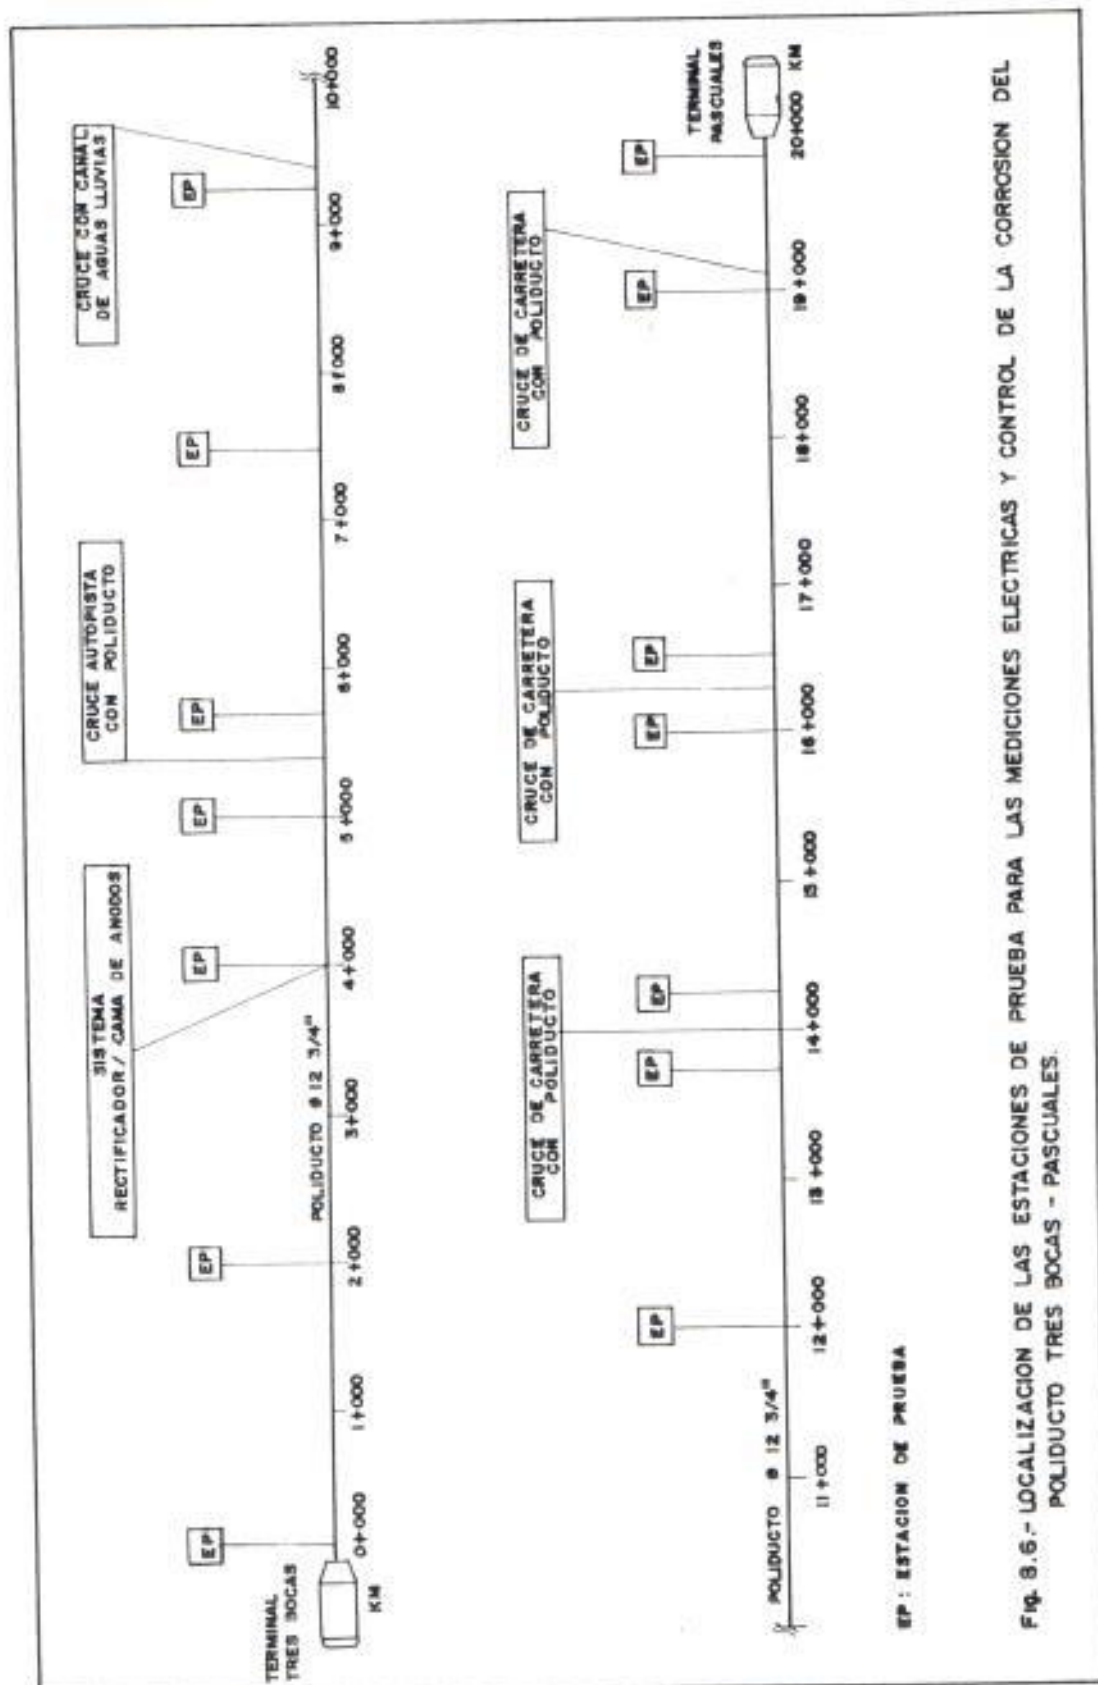 CRUCE CON CANAL
DE AGUAS LLUVIAS
CRUCE AUTOPISTA
CON POLIDUCTO
SISTEMA
RECTIFICADOR / CAMA DE ANODOS
TERMINAL
TRES BOCAS
EP
EP
EP
EP
EP
EP
EP
POLIDUCTO Ø 12 3/4"
KM
0+000
1+000
2+000
3+000
4+000
5+000
6+000
7+000
8+000
9+000
10+000
CRUCE DE CARRETERA
CON POLIDUCTO
CRUCE DE CARRETERA
CON POLIDUCTO
CRUCE DE CARRETERA
CON POLIDUCTO
EP
EP
EP
EP
EP
EP
EP
TERMINAL
PASCUALES
POLIDUCTO Ø 12 3/4"
11+000
12+000
13+000
14+000
15+000
16+000
17+000
18+000
19+000
20+000 KM
EP : ESTACION DE PRUEBA
Fig. 3.6.- LOCALIZACION DE LAS ESTACIONES DE PRUEBA PARA LAS MEDICIONES ELECTRICAS Y CONTROL DE LA CORROSION DEL
POLIDUCTO TRES BOCAS - PASCUALES.